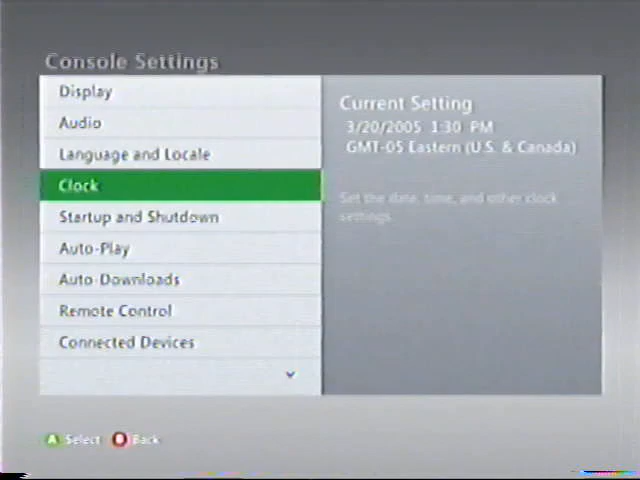 Console Settings
Display
Audio
Language and Locale
Clock
Startup and Shutdown
Auto-Play
Auto-Downloads
Remote Control
Connected Devices
Current Setting
3/20/2005 1:30 PM
GMT-05 Eastern (U.S. & Canada)
Set the date, time, and other clock
settings.
A Select B Back